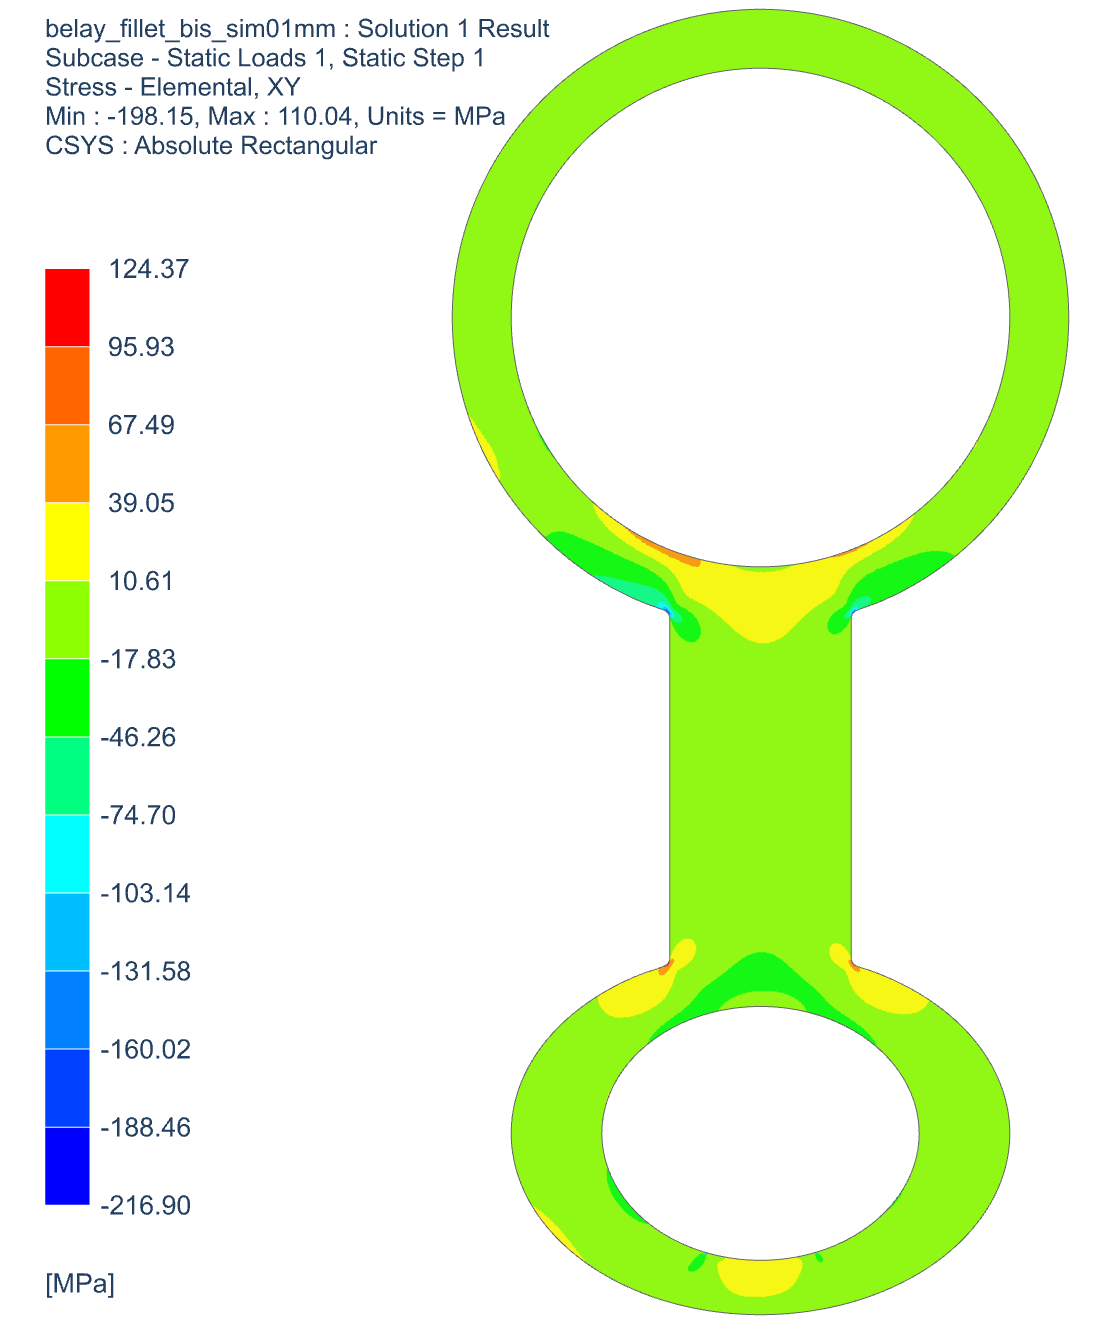 belay_fillet_bis_sim01mm : Solution 1 Result
Subcase - Static Loads 1, Static Step 1
Stress - Elemental, XY
Min : -198.15, Max : 110.04, Units = MPa
CSYS : Absolute Rectangular
124.37
95.93
67.49
39.05
10.61
-17.83
-46.26
-74.70
-103.14
-131.58
-160.02
-188.46
-216.90
[MPa]